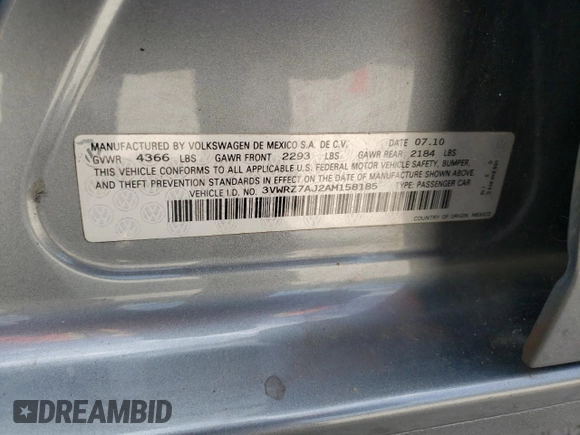 MANUFACTURED BY VOLKSWAGEN DE MEXICO S.A. DE C.V. DATE 07.10
GVWR 4366 LBS GAWR FRONT 2293 LBS GAWR REAR 2184 LBS
THIS VEHICLE CONFORMS TO ALL APPLICABLE U.S. FEDERAL MOTOR VEHICLE SAFETY, BUMPER,
AND THEFT PREVENTION STANDARDS IN EFFECT ON THE DATE OF MANUFACTURE SHOWN ABOVE.
VEHICLE I.D. NO. 3VWRZ7AJ2AM158185 TYPE: PASSENGER CAR
COUNTRY OF ORIGIN: MEXICO
DREAMBID